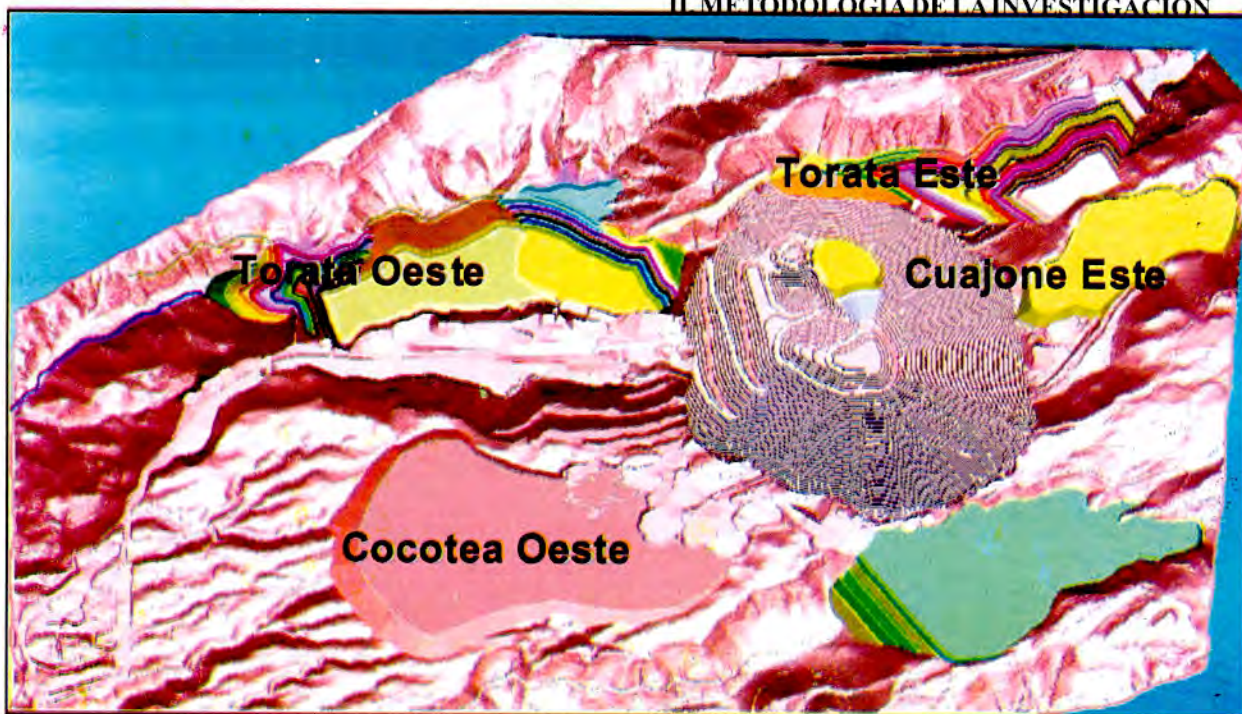 II. METODOLOGIA DE LA INVESTIGACION
Torata Este
Torata Oeste
Cuajone Este
Cocotea Oeste